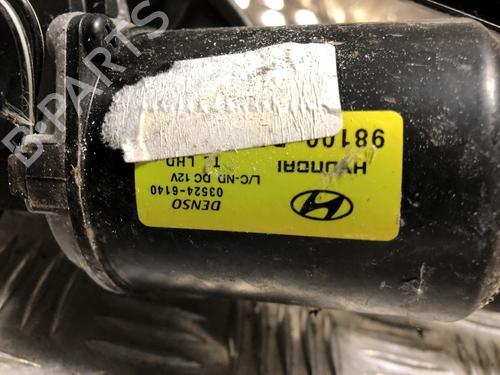 98100
HYUNDAI
LHD
L/C-ND DC 12V
03524-6140
DENSO
B-PARTS